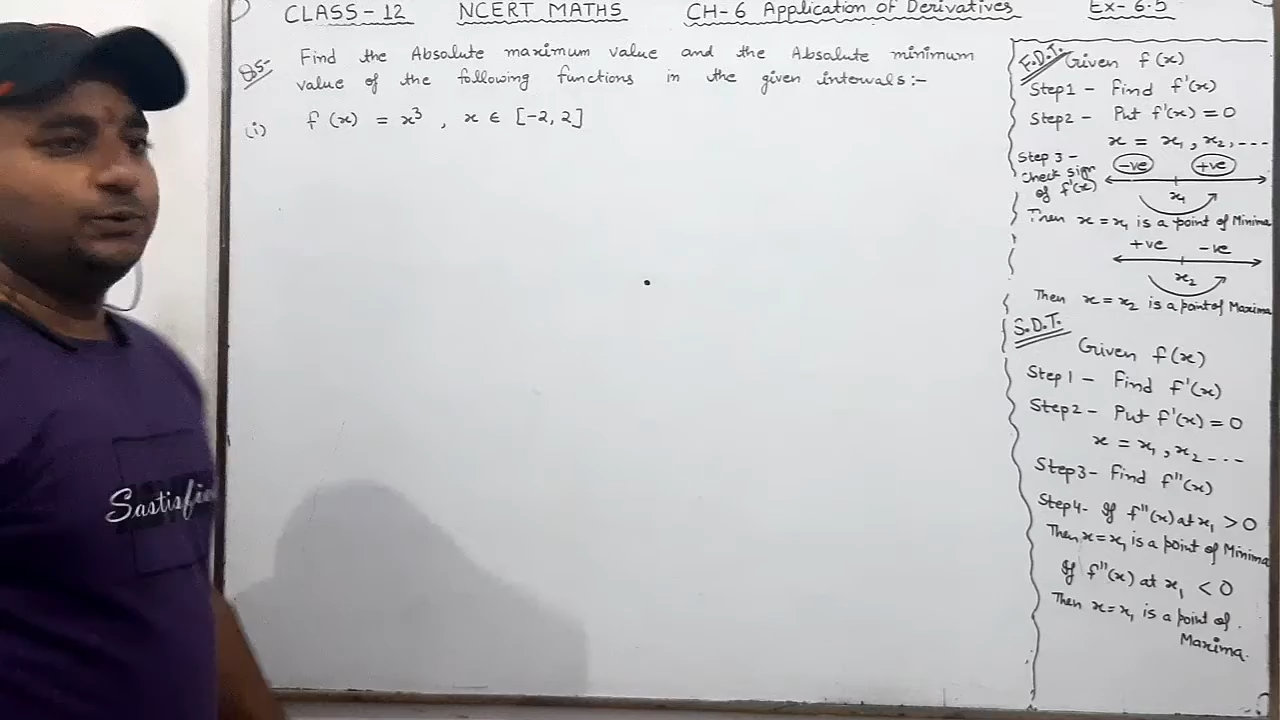 CLASS-12 NCERT MATHS CH-6 Application of Derivatives Ex-6.5
Q5- Find the Absolute maximum value and the Absolute minimum
value of the following functions in the given intervals:-
(i) f(x) = x³ , x ∈ [-2, 2]
F.D.T. Given f(x)
Step1 - Find f'(x)
Step2 - Put f'(x) = 0
x = x₁, x₂, ---
Step 3 -
check sign
of f'(x)
-ve +ve
x₁
Then x = x₁ is a point of Minima
+ve -ve
x₂
Then x = x₂ is a point of Maxima
S.D.T.
Given f(x)
Step1 - Find f'(x)
Step2 - Put f'(x) = 0
x = x₁, x₂ ---
Step3- Find f''(x)
Step4- If f''(x) at x₁ > 0
Then x = x₁ is a point of Minima
If f''(x) at x₁ < 0
Then x = x₁ is a point of
Maxima.